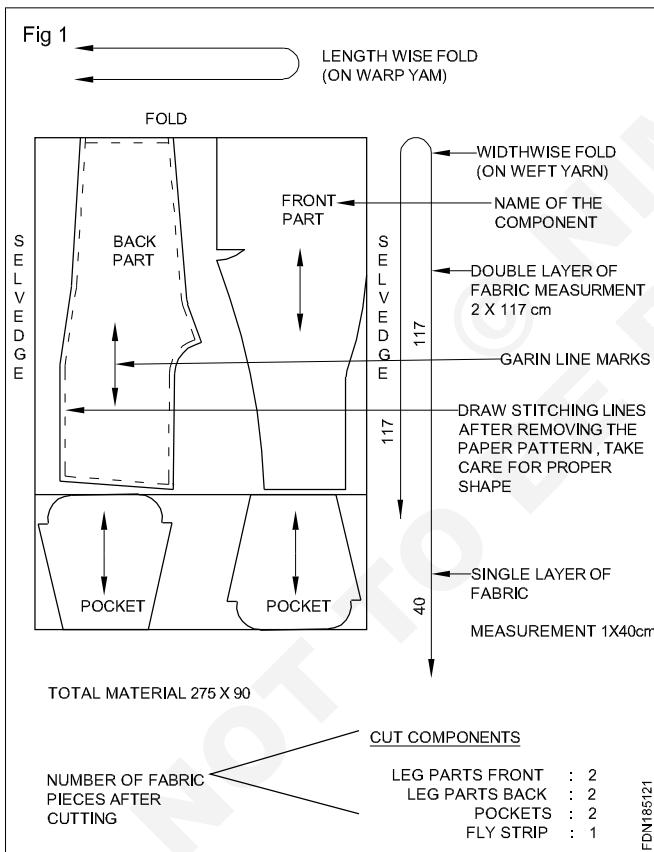 Fig 1
LENGTH WISE FOLD
(ON WARP YAM)
FOLD
WIDTHWISE FOLD
(ON WEFT YARN)
FRONT
PART
NAME OF THE
COMPONENT
BACK
PART
SELVEDGE
SELVEDGE
DOUBLE LAYER OF
FABRIC MEASURMENT
2 X 117 cm
117
GARIN LINE MARKS
117
DRAW STITCHING LINES
AFTER REMOVING THE
PAPER PATTERN , TAKE
CARE FOR PROPER
SHAPE
POCKET
POCKET
40
SINGLE LAYER OF
FABRIC
MEASUREMENT 1X40cm
TOTAL MATERIAL 275 X 90
CUT COMPONENTS
NUMBER OF FABRIC
PIECES AFTER
CUTTING
LEG PARTS FRONT : 2
LEG PARTS BACK : 2
POCKETS : 2
FLY STRIP : 1
FDN185121